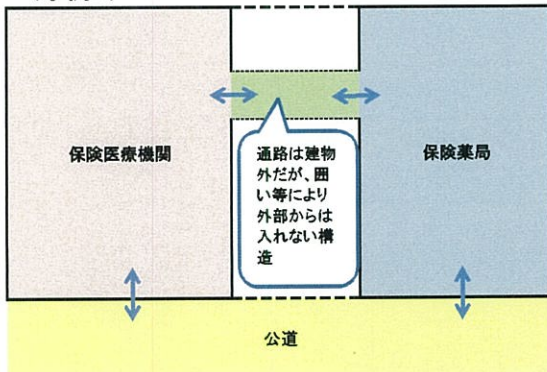 保険医療機関
保険薬局
通路は建物
外だが、囲
い等により
外部からは
入れない構
造
公道